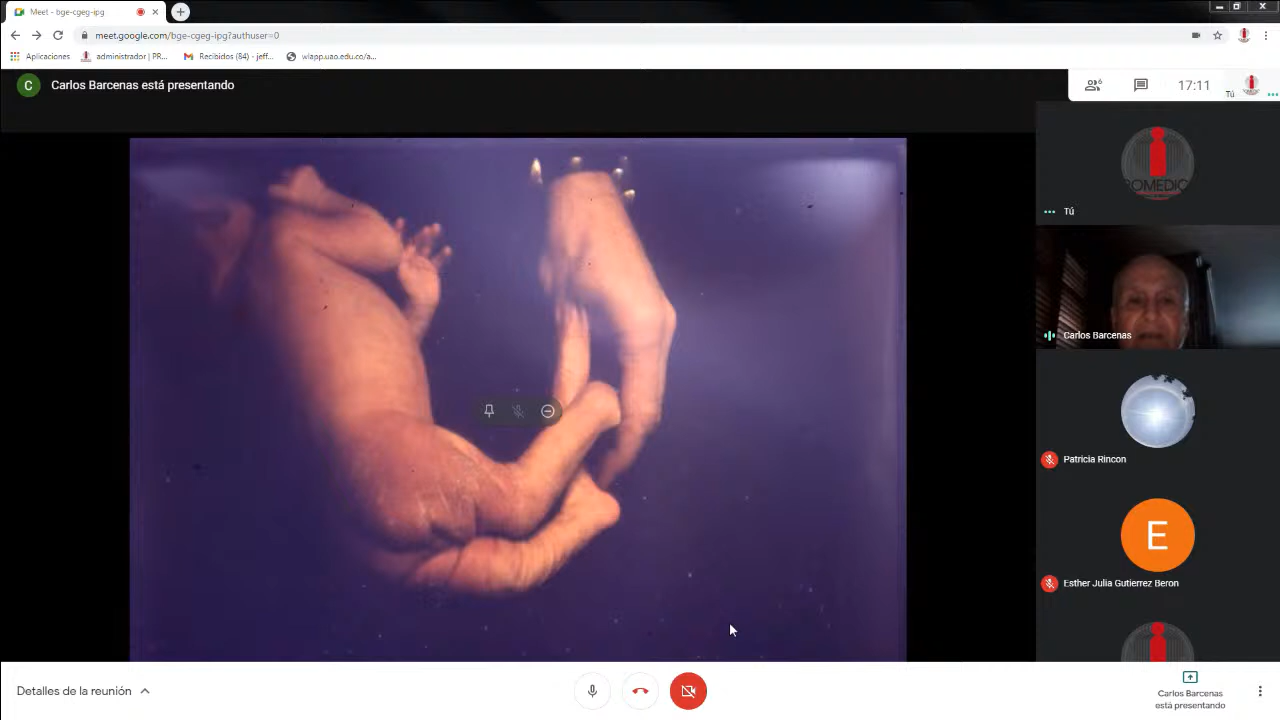 Meet - bge-cgeg-ipg
meet.google.com/bge-cgeg-ipg?authuser=0
Aplicaciones
administrador | PR...
Recibidos (84) - jeff...
wlapp.uao.edu.co/a...
C
Carlos Barcenas está presentando
6
17:11
Tú
ROMEDIC
Tú
Carlos Barcenas
Patricia Rincon
E
Esther Julia Gutierrez Beron
Detalles de la reunión
Carlos Barcenas
está presentando